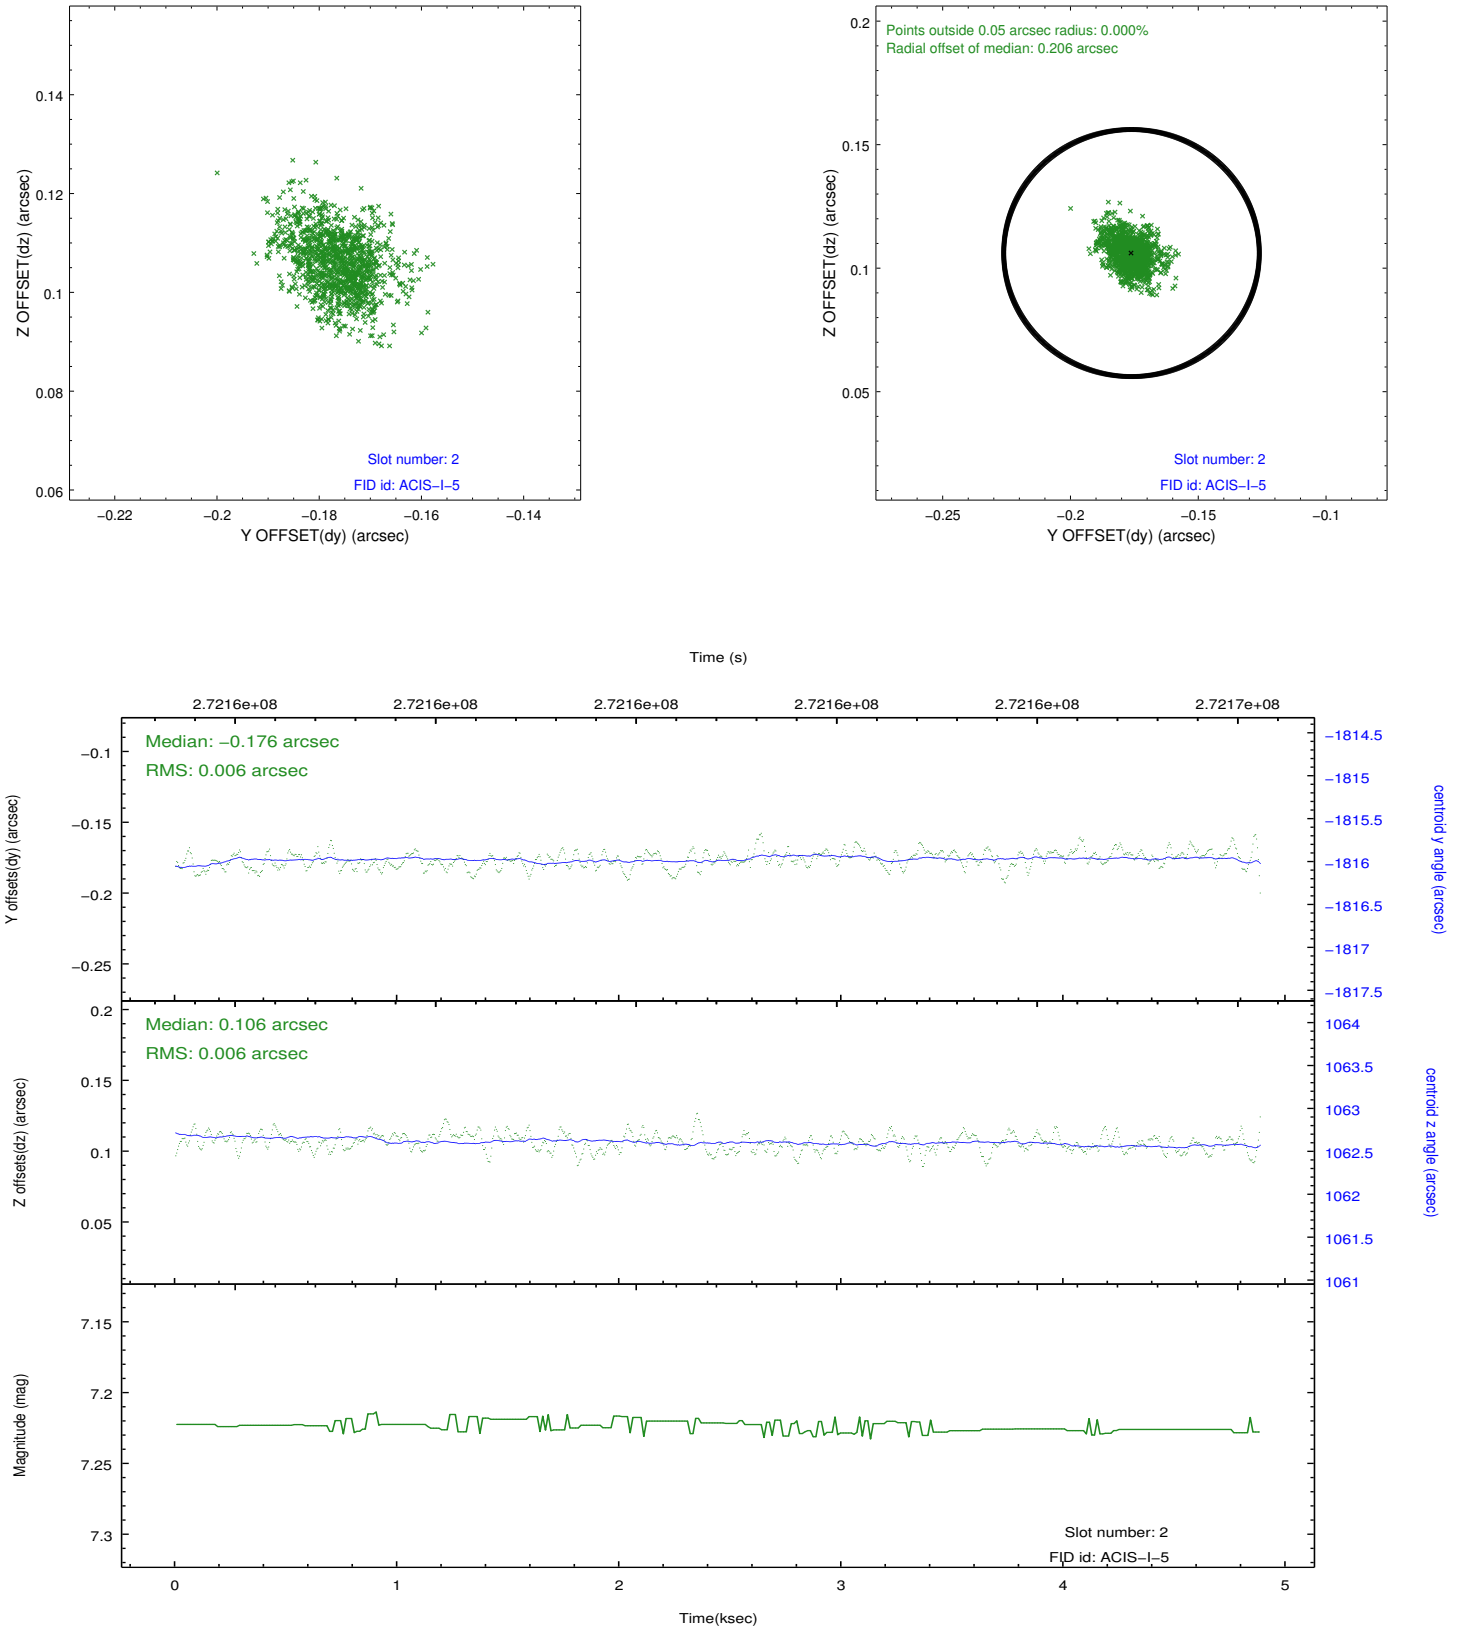 0.14
0.12
0.1
0.08
0.06
Z OFFSET(dz) (arcsec)
Slot number: 2
FID id: ACIS−I−5
−0.22
−0.2
−0.18
−0.16
−0.14
Y OFFSET(dy) (arcsec)
Points outside 0.05 arcsec radius: 0.000%
Radial offset of median: 0.206 arcsec
0.2
0.15
0.1
0.05
Z OFFSET(dz) (arcsec)
Slot number: 2
FID id: ACIS−I−5
−0.25
−0.2
−0.15
−0.1
Y OFFSET(dy) (arcsec)
Time (s)
2.7216e+08
2.7216e+08
2.7216e+08
2.7216e+08
2.7216e+08
2.7217e+08
Median: −0.176 arcsec
RMS: 0.006 arcsec
−0.1
−0.15
−0.2
−0.25
Y offsets(dy) (arcsec)
−1814.5
−1815
−1815.5
−1816
−1816.5
−1817
−1817.5
centroid y angle (arcsec)
Median: 0.106 arcsec
RMS: 0.006 arcsec
0.2
0.15
0.1
0.05
Z offsets(dz) (arcsec)
1064
1063.5
1063
1062.5
1062
1061.5
1061
centroid z angle (arcsec)
7.15
7.2
7.25
7.3
Magnitude (mag)
Slot number: 2
FID id: ACIS−I−5
0
1
2
3
4
5
Time(ksec)